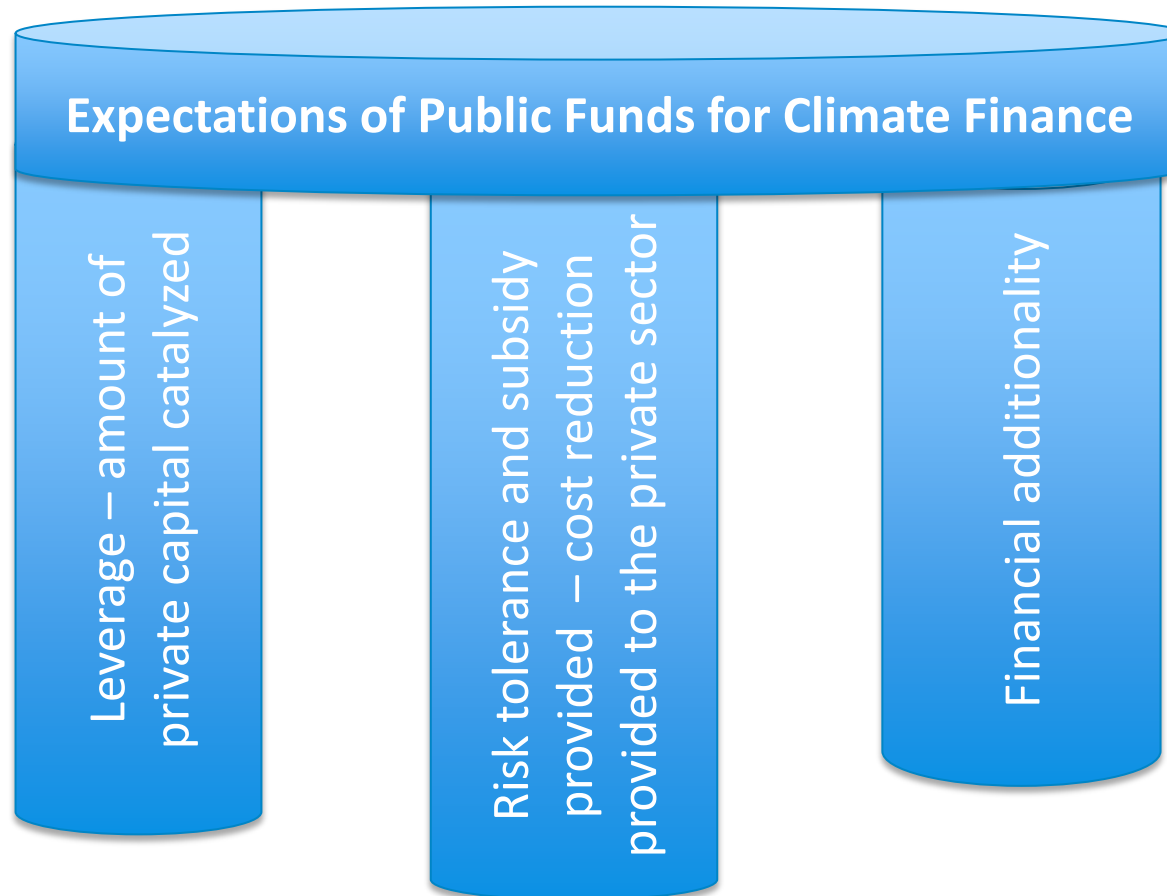 Expectations of Public Funds for Climate Finance
Leverage – amount of
private capital catalyzed
Risk tolerance and subsidy
provided – cost reduction
provided to the private sector
Financial additionality